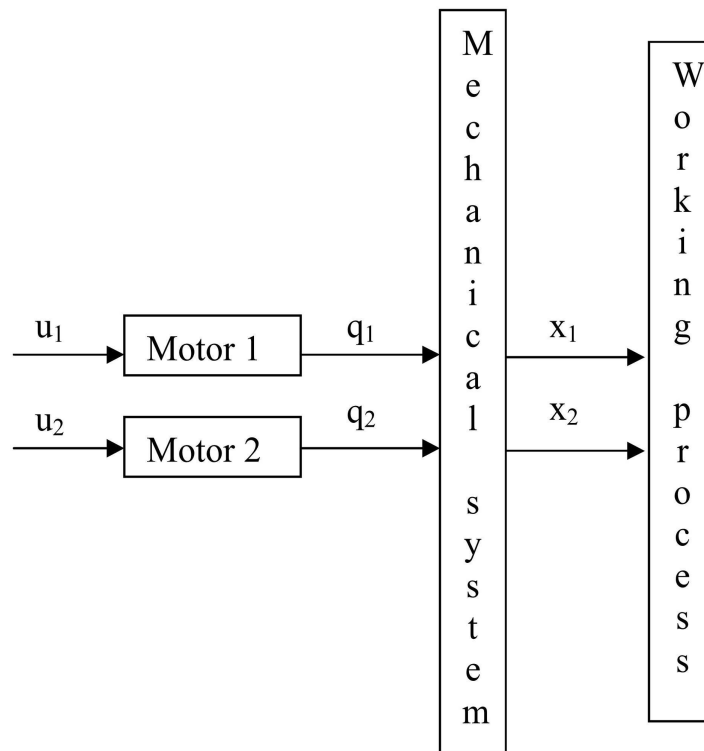 Mechanical system
Working process
u₁
Motor 1
q₁
x₁
u₂
Motor 2
q₂
x₂